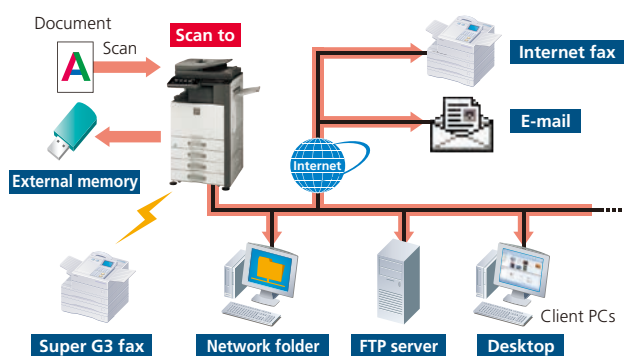 Document
Scan
A
Scan to
Internet fax
E-mail
Internet
External memory
Client PCs
Super G3 fax
Network folder
FTP server
Desktop